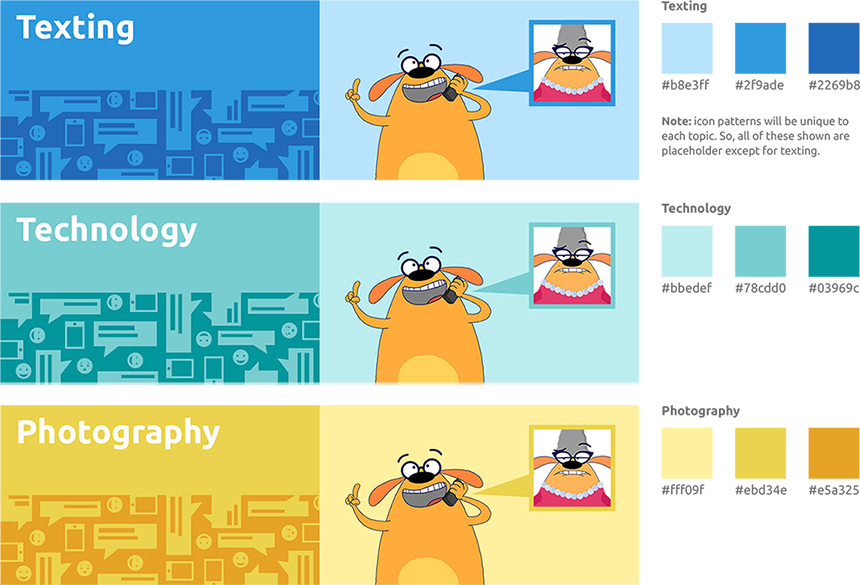 Texting
Texting
#b8e3ff #2f9ade #2269b8
Note: icon patterns will be unique to
each topic. So, all of these shown are
placeholder except for texting.
Technology
Technology
#bbedef #78cdd0 #03969c
Photography
Photography
#fff09f #ebd34e #e5a325